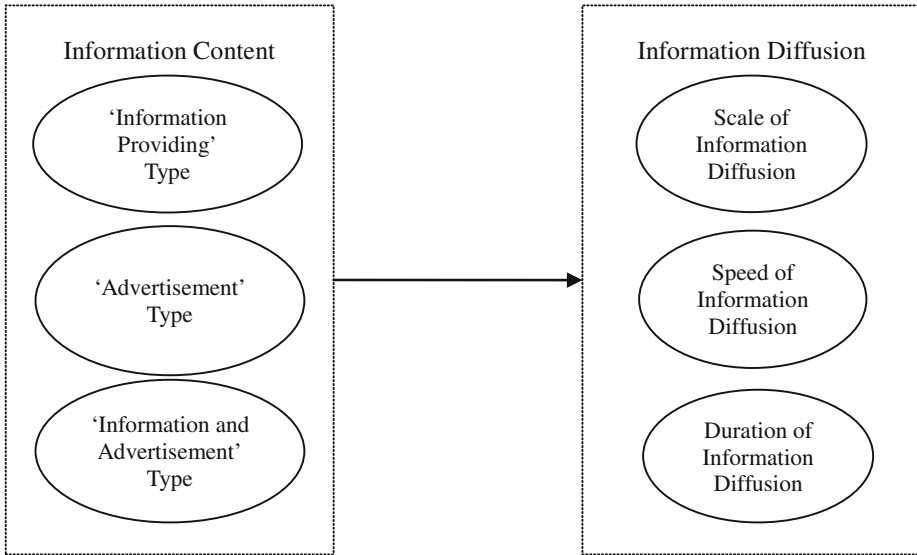 Information Content
‘Information
Providing’
Type
‘Advertisement’
Type
‘Information and
Advertisement’
Type
Information Diffusion
Scale of
Information
Diffusion
Speed of
Information
Diffusion
Duration of
Information
Diffusion